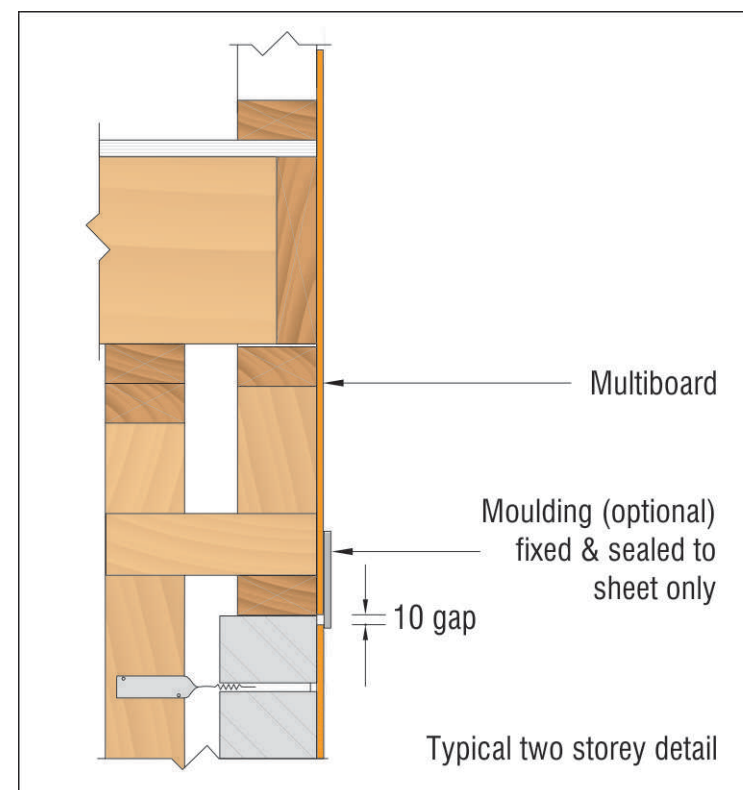 Multiboard
Moulding (optional)
fixed & sealed to
sheet only
10 gap
Typical two storey detail